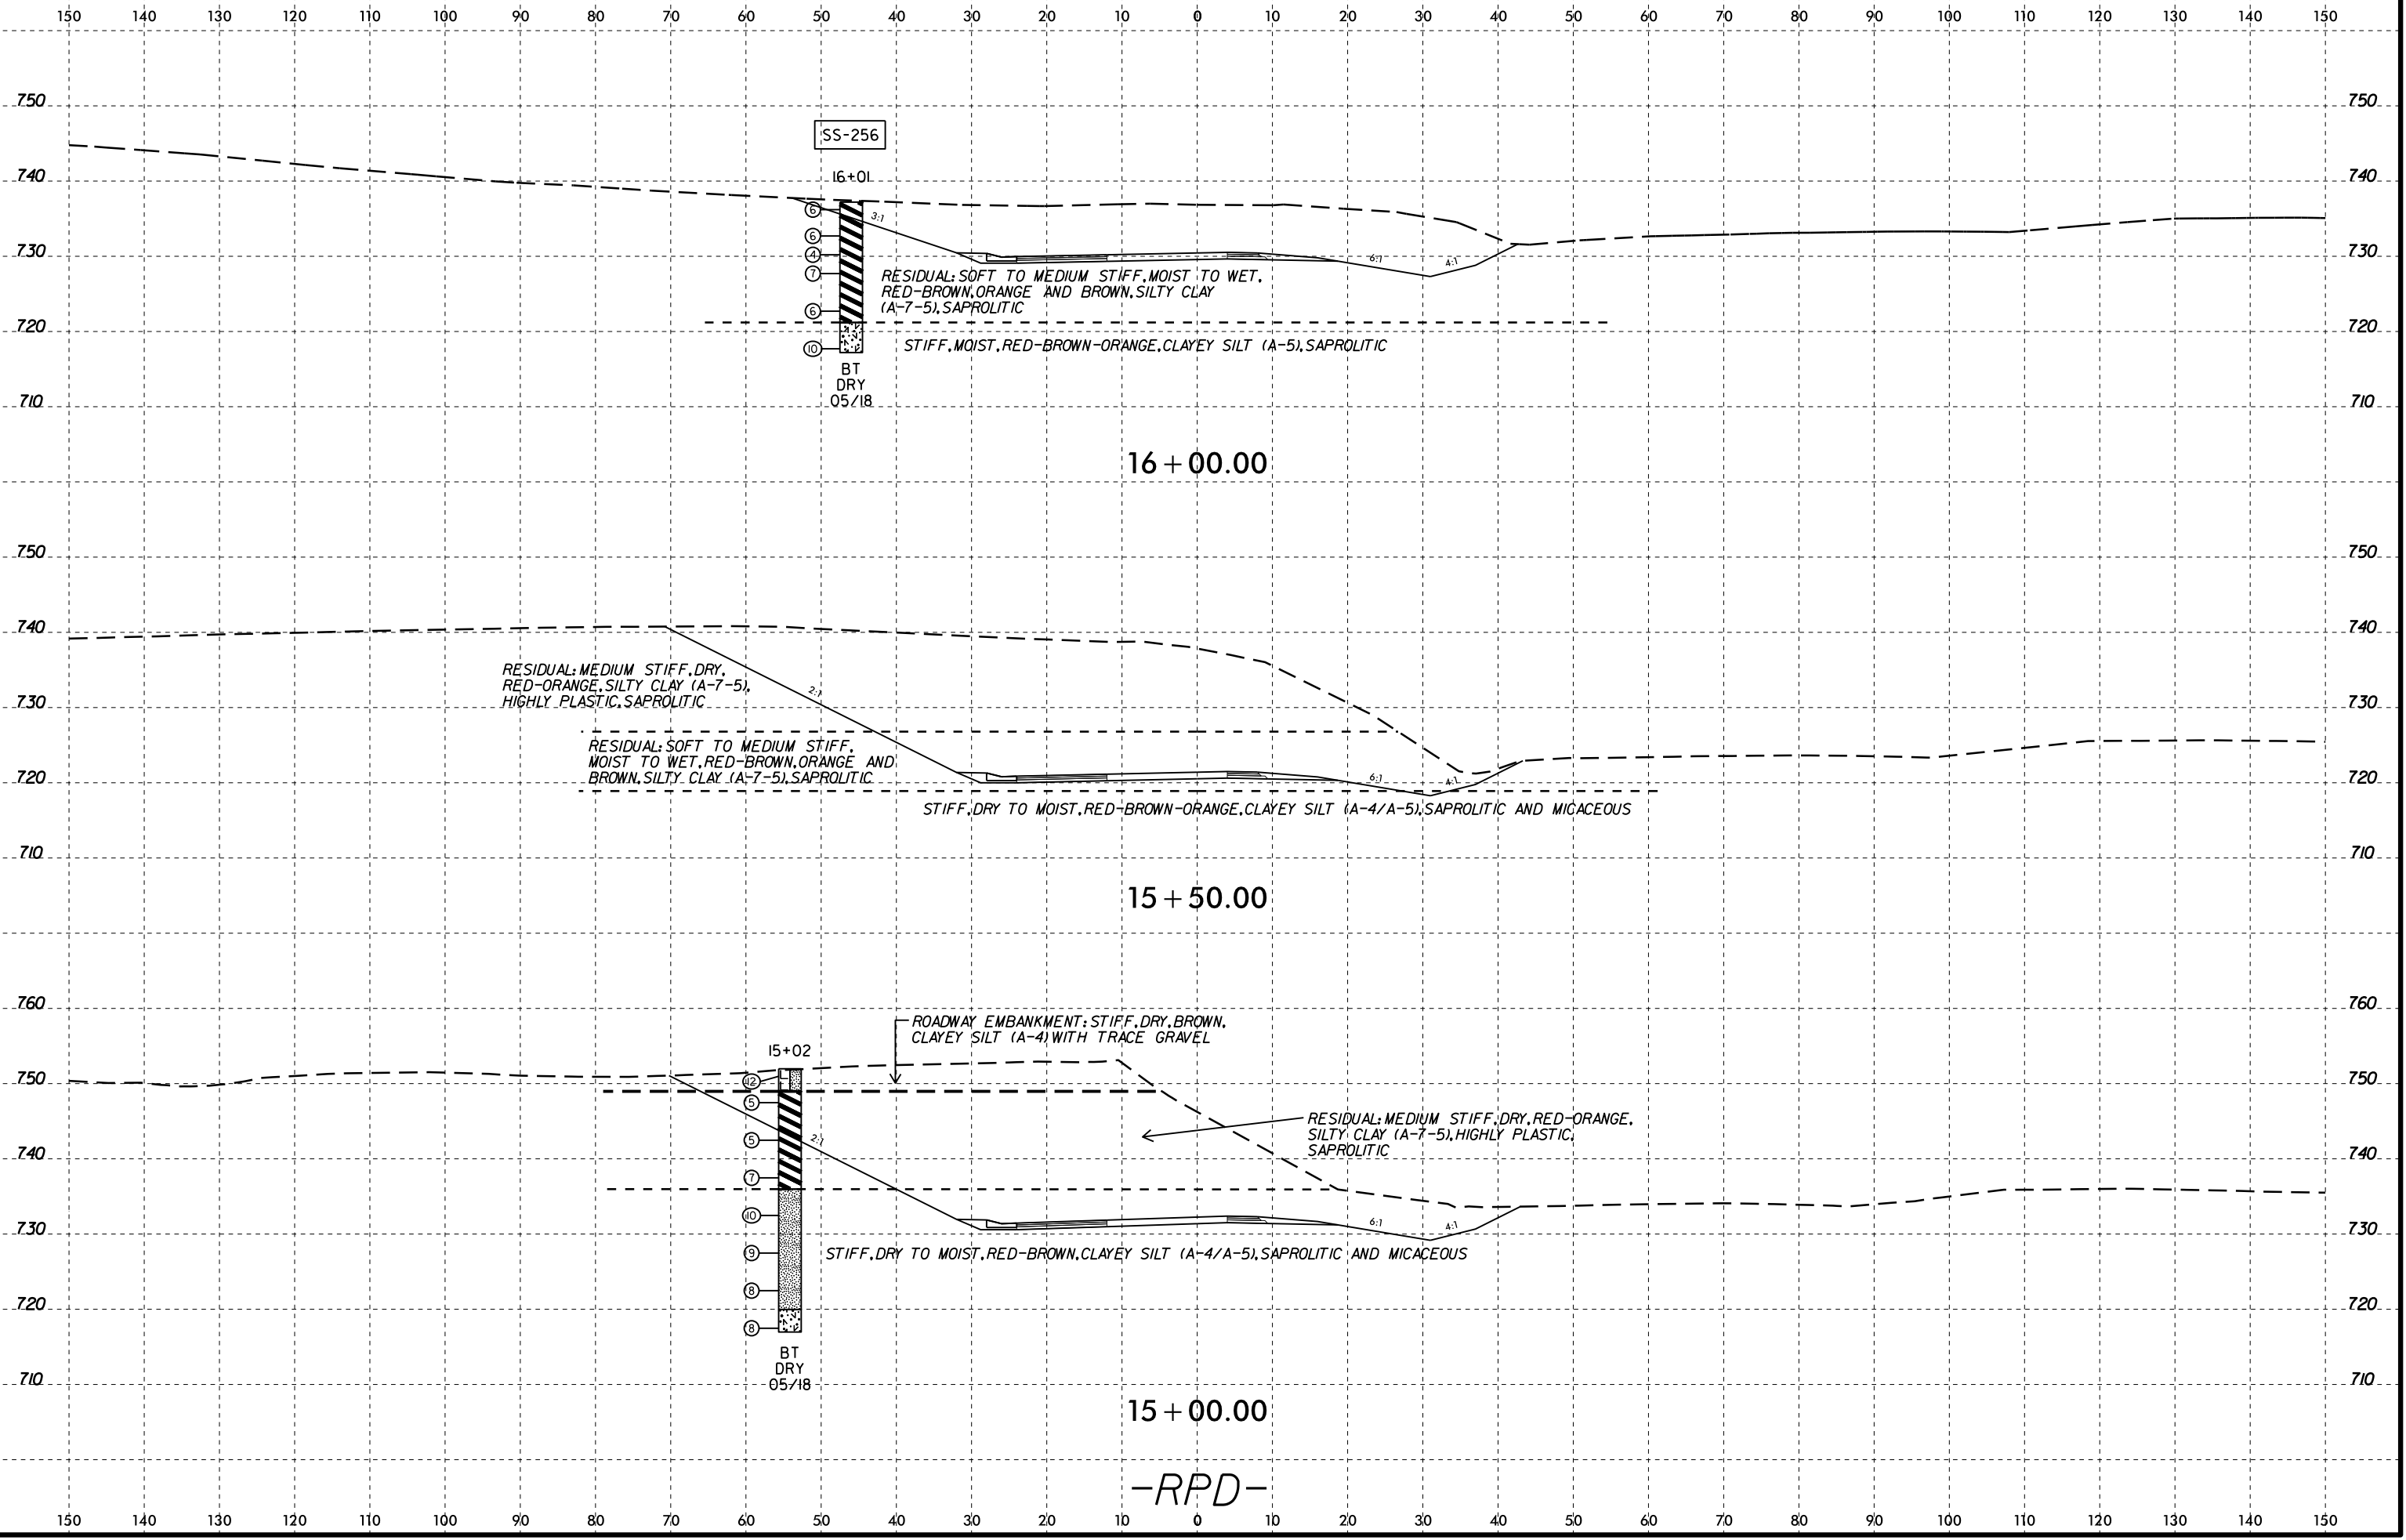 150 140 130 120 110 100 90 80 70 60 50 40 30 20 10 0 10 20 30 40 50 60 70 80 90 100 110 120 130 140 150
750 750
SS-256
740 16+01 740
6
3:1
6
730 4 730
7
6:1 4:1
RESIDUAL: SOFT TO MEDIUM STIFF, MOIST TO WET,
RED-BROWN, ORANGE AND BROWN, SILTY CLAY
(A-7-5), SAPROLITIC
6
720 720
10
STIFF, MOIST, RED-BROWN-ORANGE, CLAYEY SILT (A-5), SAPROLITIC
BT
DRY
05/18
710 710
16+00.00
750 750
740 740
RESIDUAL: MEDIUM STIFF, DRY,
RED-ORANGE, SILTY CLAY (A-7-5),
HIGHLY PLASTIC, SAPROLITIC
2:1
730 730
RESIDUAL: SOFT TO MEDIUM STIFF,
MOIST TO WET, RED-BROWN, ORANGE AND
BROWN, SILTY CLAY (A-7-5), SAPROLITIC
6:1 4:1
720 720
STIFF, DRY TO MOIST, RED-BROWN-ORANGE, CLAYEY SILT (A-4/A-5), SAPROLITIC AND MICACEOUS
710 710
15+50.00
760 760
ROADWAY EMBANKMENT: STIFF, DRY, BROWN,
CLAYEY SILT (A-4) WITH TRACE GRAVEL
15+02
750 12 L 750
5
RESIDUAL: MEDIUM STIFF, DRY, RED-ORANGE,
SILTY CLAY (A-7-5), HIGHLY PLASTIC,
SAPROLITIC
5
2:1
740 740
7
10
730 730
6:1 4:1
9
STIFF, DRY TO MOIST, RED-BROWN, CLAYEY SILT (A-4/A-5), SAPROLITIC AND MICACEOUS
8
720 720
8
BT
DRY
05/18
710 710
15+00.00
-RPD-
150 140 130 120 110 100 90 80 70 60 50 40 30 20 10 0 10 20 30 40 50 60 70 80 90 100 110 120 130 140 150